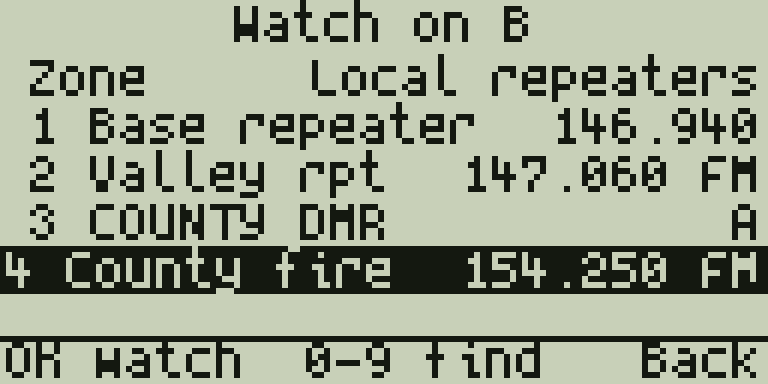 Watch on B
Zone Local repeaters
1 Base repeater 146.940
2 Valley rpt 147.060 FM
3 COUNTY DMR A
4 County fire 154.250 FM
OK Watch 0-9 find Back